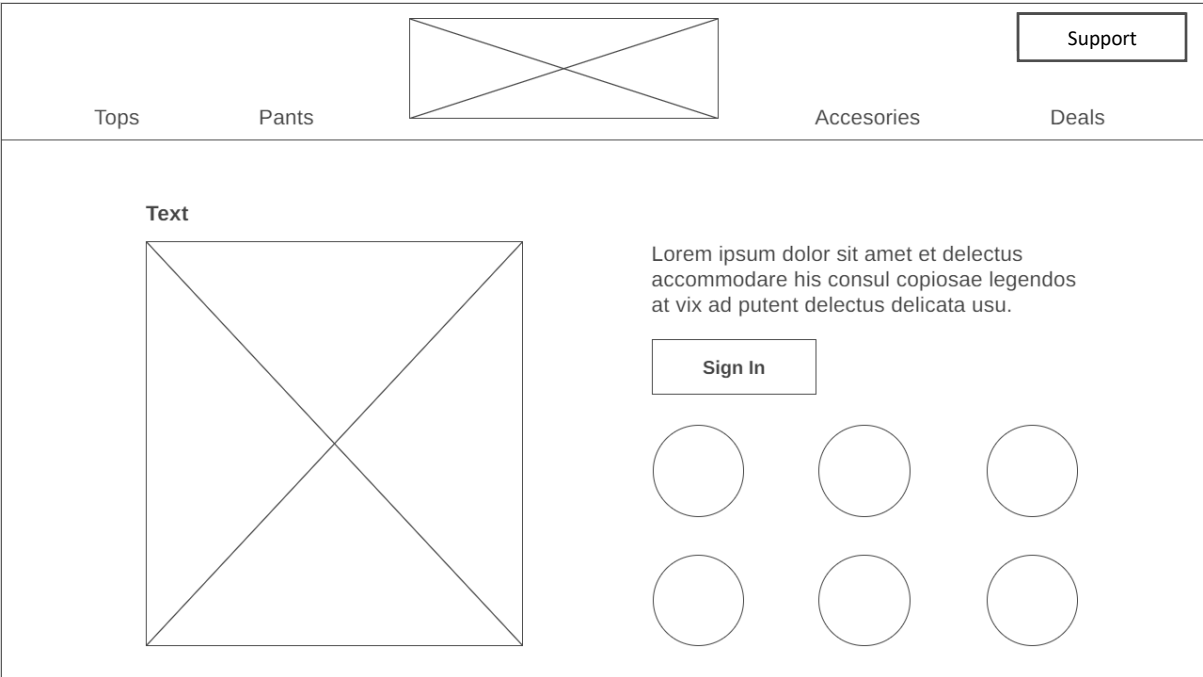 Support
Tops
Pants
Accesories
Deals
Text
Lorem ipsum dolor sit amet et delectus
accommodare his consul copiosae legendos
at vix ad putent delectus delicata usu.
Sign In